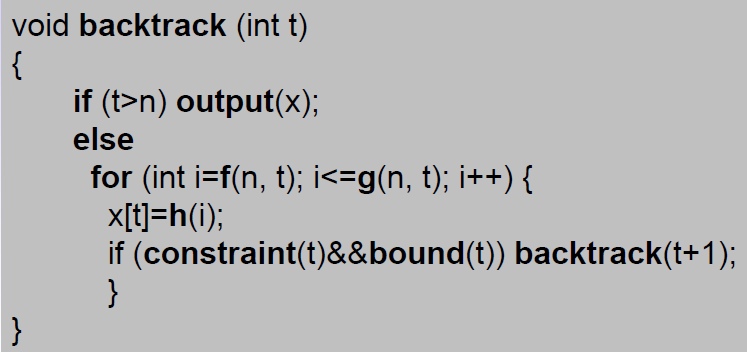 void backtrack (int t)
{
if (t>n) output(x);
else
for (int i=f(n, t); i<=g(n, t); i++) {
x[t]=h(i);
if (constraint(t)&&bound(t)) backtrack(t+1);
}
}